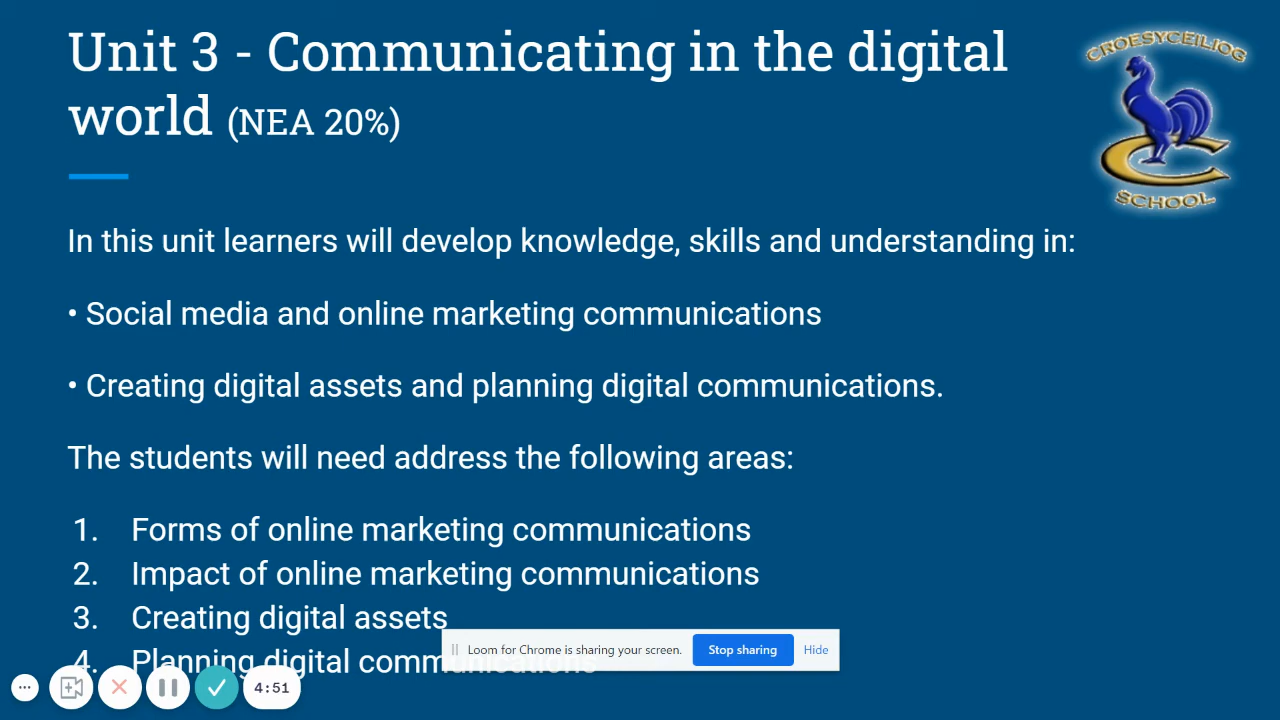 Unit 3 - Communicating in the digital
world (NEA 20%)
CROESYCEILIOG
SCHOOL
In this unit learners will develop knowledge, skills and understanding in:
• Social media and online marketing communications
• Creating digital assets and planning digital communications.
The students will need address the following areas:
1. Forms of online marketing communications
2. Impact of online marketing communications
3. Creating digital assets
4. Planning digital communications
Loom for Chrome is sharing your screen. Stop sharing Hide
4:51